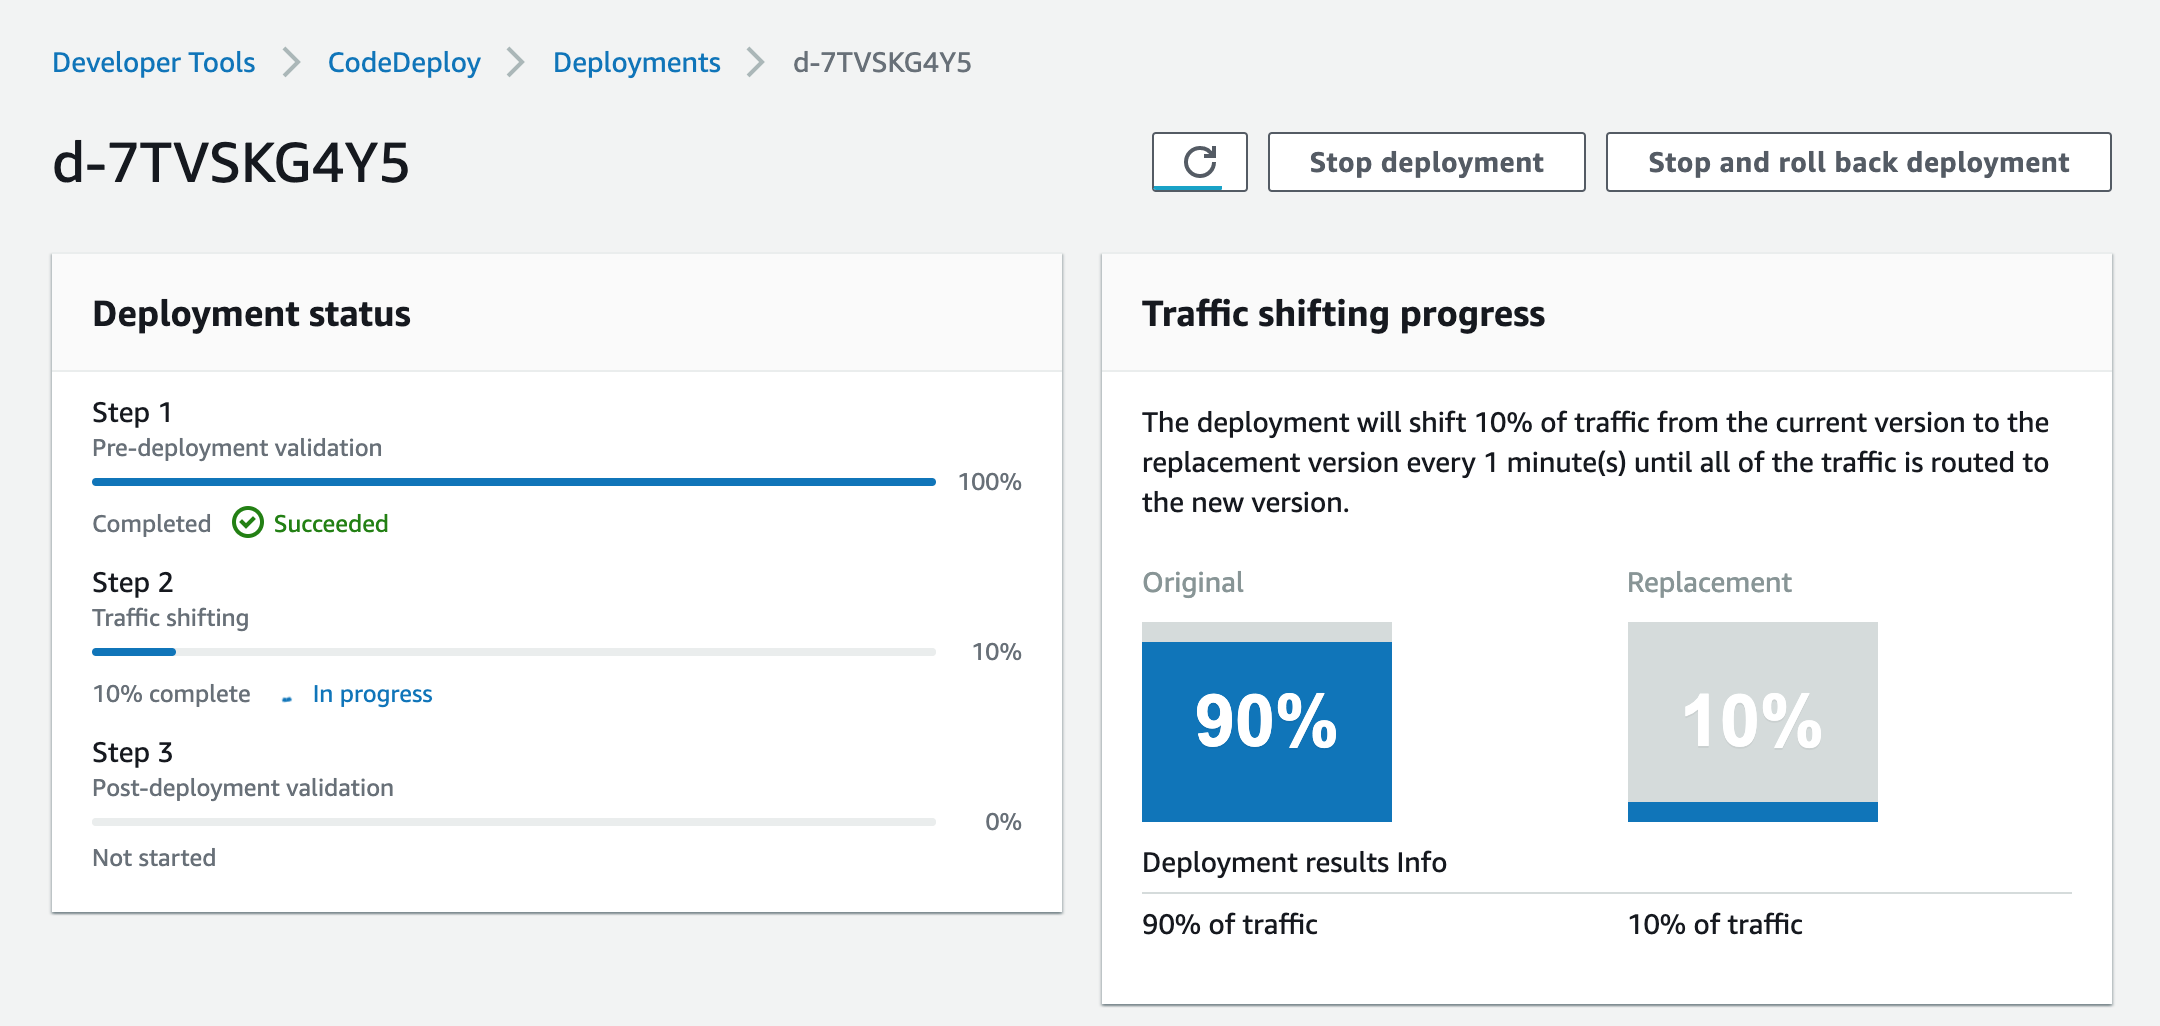 Developer Tools > CodeDeploy > Deployments > d-7TVSKG4Y5
d-7TVSKG4Y5
Stop deployment
Stop and roll back deployment
Deployment status
Step 1
Pre-deployment validation
100%
Completed Succeeded
Step 2
Traffic shifting
10%
10% complete In progress
Step 3
Post-deployment validation
0%
Not started
Traffic shifting progress
The deployment will shift 10% of traffic from the current version to the
replacement version every 1 minute(s) until all of the traffic is routed to
the new version.
Original Replacement
90% 10%
Deployment results Info
90% of traffic 10% of traffic